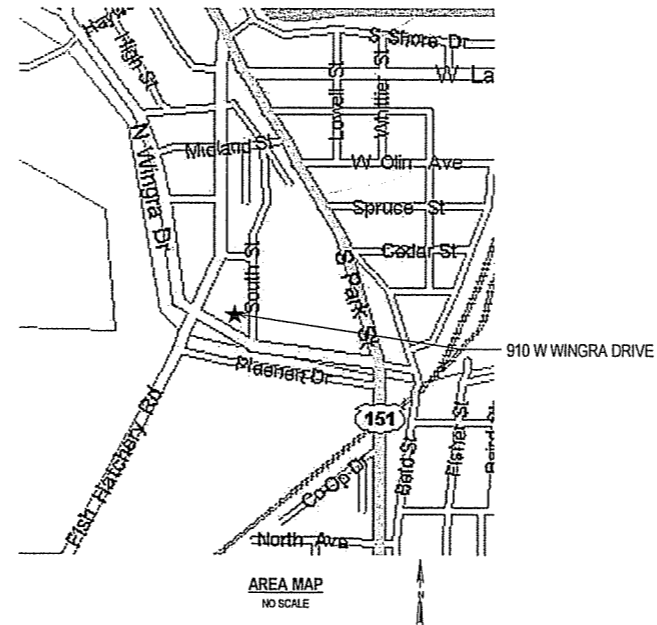 High St
S Shore Dr
W La
Lowell St
Whittier St
N Wingra Dr
Midland St
W Olin Ave
Spruce St
Cedar St
South St
S Park St
910 W WINGRA DRIVE
Plaenert Dr
151
Fish Hatchery Rd
Beld St
Fisher St
Baird St
Co-Op Dr
North Ave
AREA MAP
NO SCALE
N